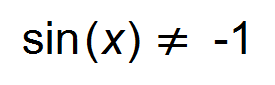 sin(x) ≠ -1